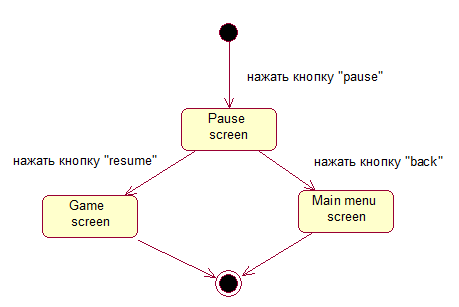 нажать кнопку "pause"
Pause
screen
нажать кнопку "resume"
нажать кнопку "back"
Game
screen
Main menu
screen